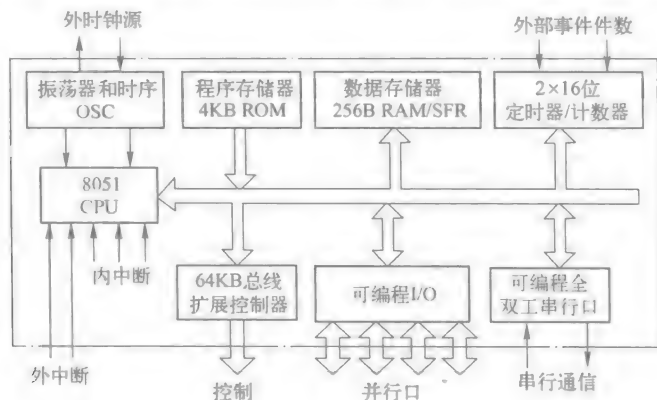 外时钟源
外部事件件数
振荡器和时序
OSC
程序存储器
4KB ROM
数据存储器
256B RAM/SFR
2×16位
定时器/计数器
8051
CPU
内中断
64KB总线
扩展控制器
可编程I/O
可编程全
双工串行口
外中断
控制
并行口
串行通信